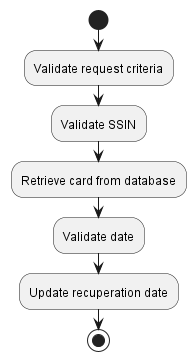 Validate request criteria
Validate SSIN
Retrieve card from database
Validate date
Update recuperation date